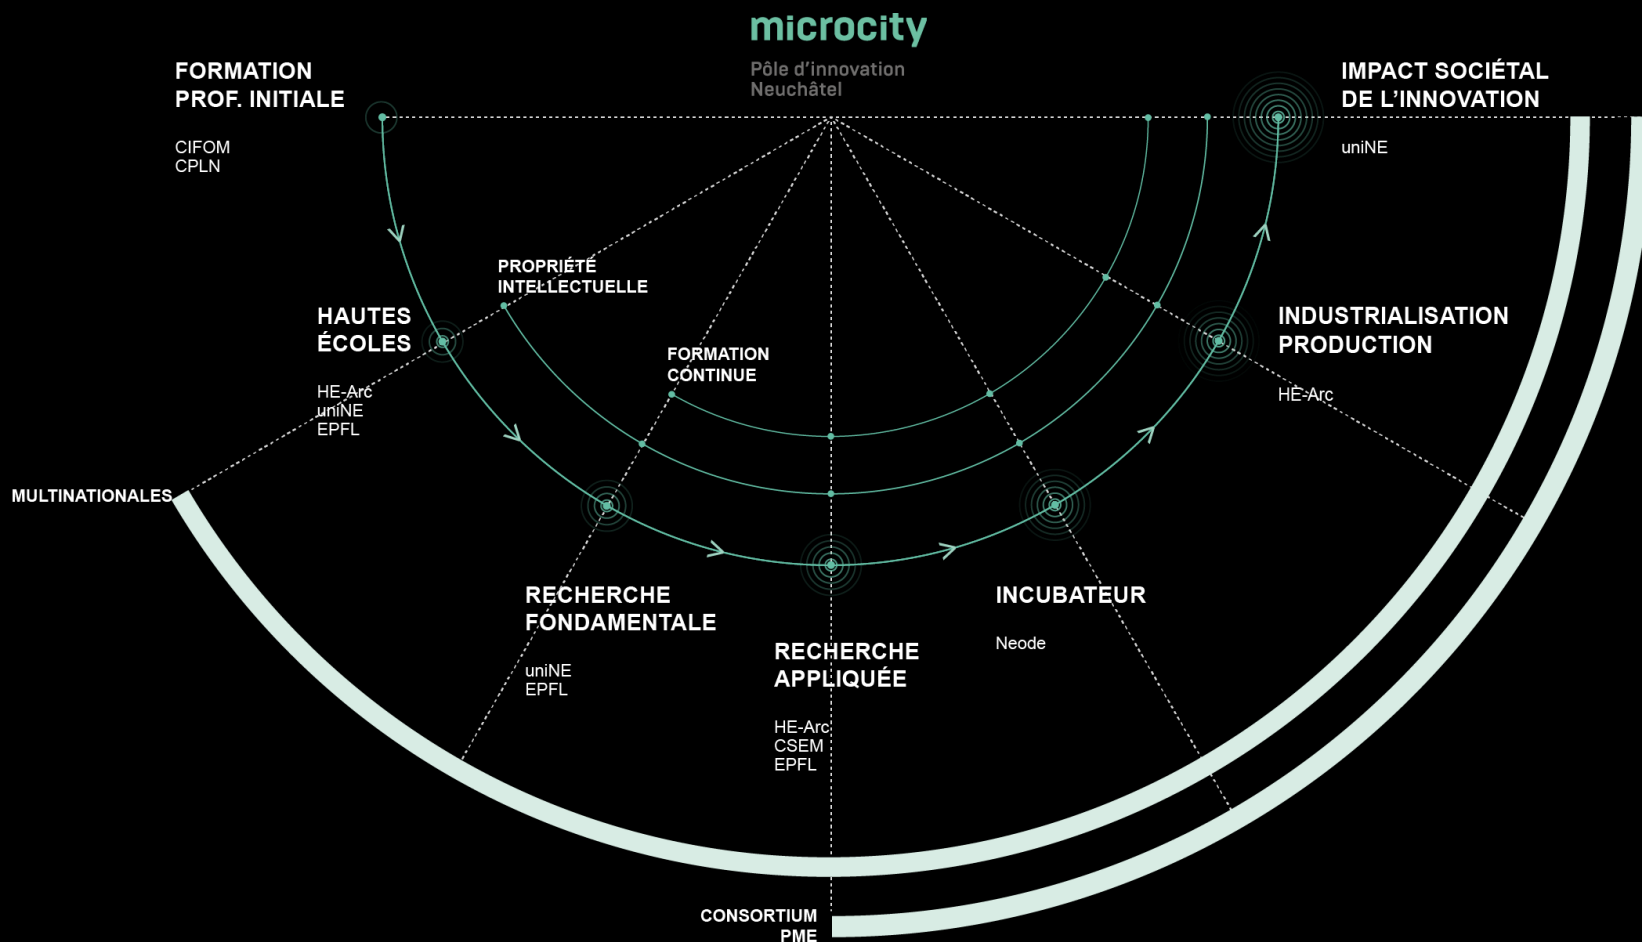 microcity
Pôle d’innovation
Neuchâtel
FORMATION
PROF. INITIALE
CIFOM
CPLN
IMPACT SOCIÉTAL
DE L’INNOVATION
uniNE
PROPRIÉTÉ
INTELLECTUELLE
HAUTES
ÉCOLES
HE-Arc
uniNE
EPFL
FORMATION
CONTINUE
INDUSTRIALISATION
PRODUCTION
HE-Arc
MULTINATIONALES
RECHERCHE
FONDAMENTALE
uniNE
EPFL
RECHERCHE
APPLIQUÉE
HE-Arc
CSEM
EPFL
INCUBATEUR
Neode
CONSORTIUM
PME